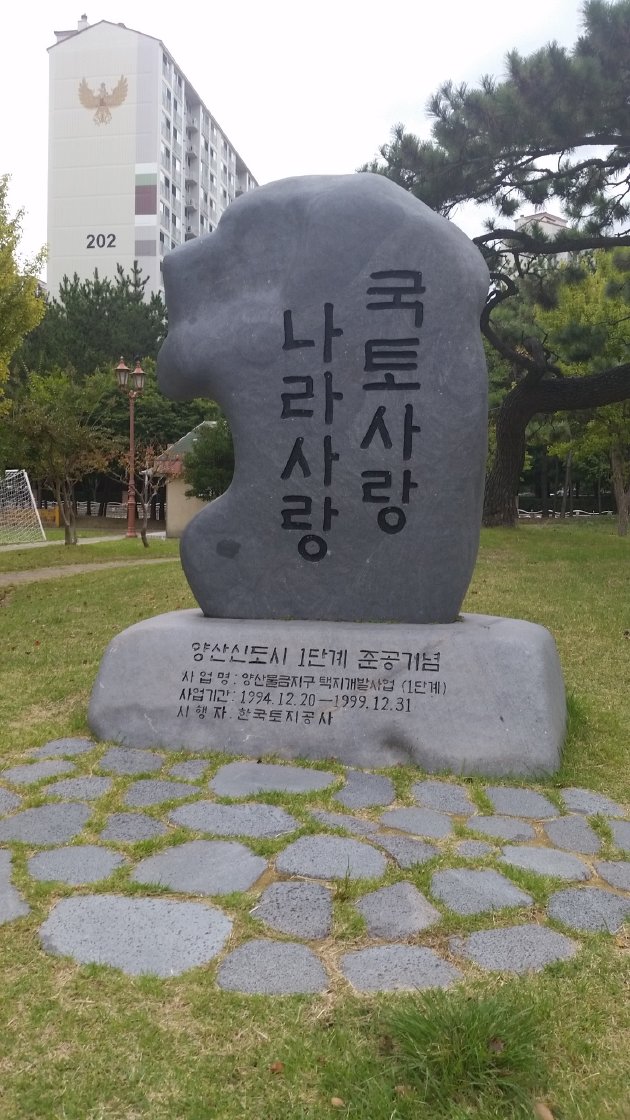 202
국토사랑
나라사랑
양산신도시 1단계 준공기념
사업명 : 양산물금지구 택지개발사업 (1단계)
사업기간 : 1994.12.20—1999.12.31
시행자 : 한국토지공사